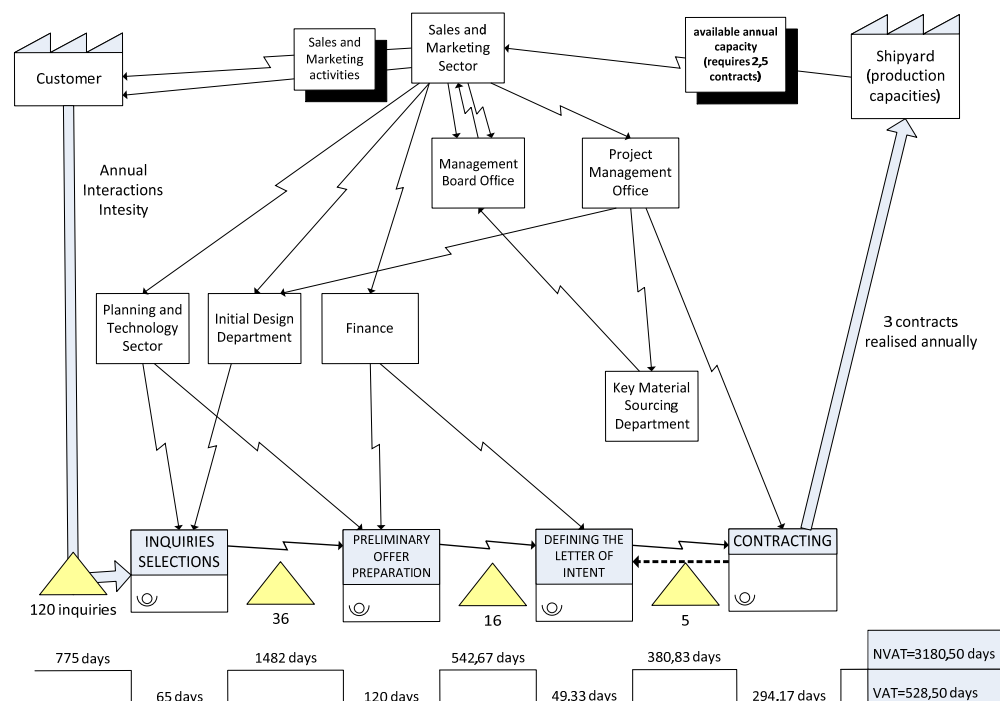 Customer
Sales and
Marketing
activities
Sales and
Marketing
Sector
available annual
capacity
(requires 2,5
contracts)
Shipyard
(production
capacities)
Annual
Interactions
Intesity
Management
Board Office
Project
Management
Office
Planning and
Technology
Sector
Initial Design
Department
Finance
3 contracts
realised annually
Key Material
Sourcing
Department
INQUIRIES
SELECTIONS
PRELIMINARY
OFFER
PREPARATION
DEFINING THE
LETTER OF
INTENT
CONTRACTING
120 inquiries
36
16
5
775 days
1482 days
542,67 days
380,83 days
NVAT=3180,50 days
65 days
120 days
49.33 days
294.17 days
VAT=528,50 days